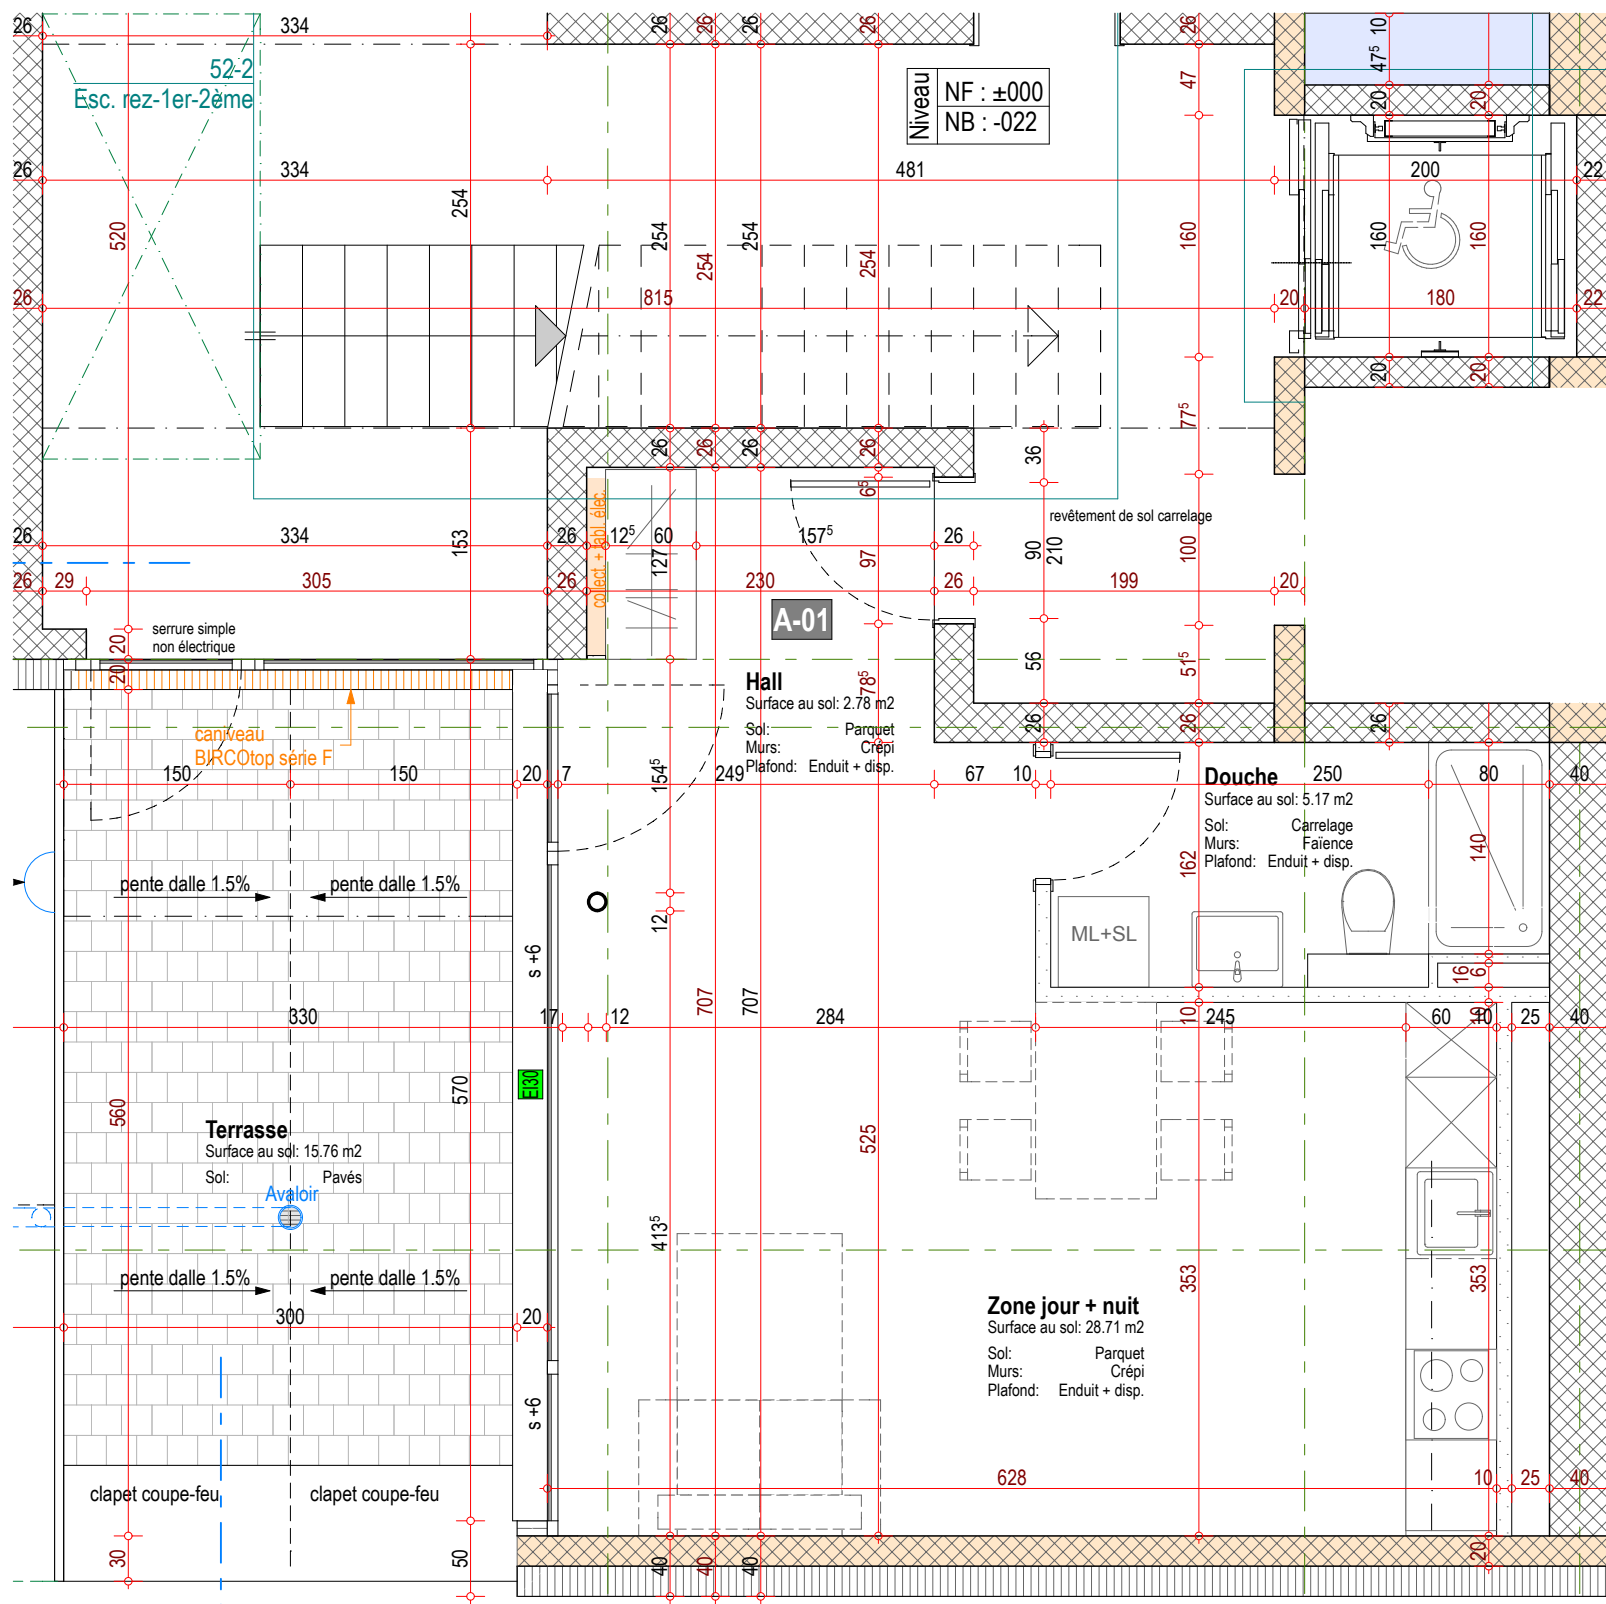 26
334
26
26
26
26
26
10
47⁵
52-2
Esc. rez-1er-2ème
Niveau
NF : ±000
NB : -022
47
20
20
26
334
481
200
22
254
520
254
254
254
254
160
160
160
26
815
20
180
22
20
20
77⁵
26
26
26
26
36
6⁵
collect. + tabl. élec.
revêtement de sol carrelage
26
334
153
26
12⁵
60
157⁵
26
127
97
90
210
100
26
29
305
26
230
26
199
20
A-01
serrure simple
non électrique
20
20
56
51⁵
78⁵
Hall
Surface au sol: 2.78 m2
Sol: Parquet
Murs: Crépi
Plafond: Enduit + disp.
26
26
26
caniveau
BIRCOtop série F
150
150
20
7
154⁵
249
67
10
Douche
250
80
40
Surface au sol: 5.17 m2
Sol: Carrelage
Murs: Faïence
Plafond: Enduit + disp.
162
140
pente dalle 1.5%
pente dalle 1.5%
12
ML+SL
s +6
16
6
330
17
12
707
707
284
10
245
60
10
10
25
40
EI30
570
560
525
Terrasse
Surface au sol: 15.76 m2
Sol: Pavés
Avaloir
413⁵
pente dalle 1.5%
pente dalle 1.5%
353
353
300
20
Zone jour + nuit
Surface au sol: 28.71 m2
Sol: Parquet
Murs: Crépi
Plafond: Enduit + disp.
s +6
628
10
25
40
clapet coupe-feu
clapet coupe-feu
30
50
40
40
40
20